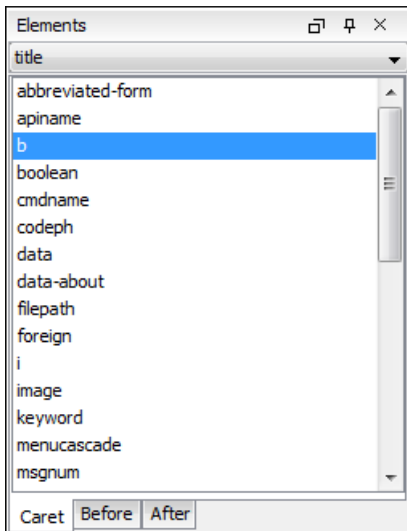 Elements
title
abbreviated-form
apiname
b
boolean
cmdname
codeph
data
data-about
filepath
foreign
i
image
keyword
menucascade
msgnum
Caret Before After